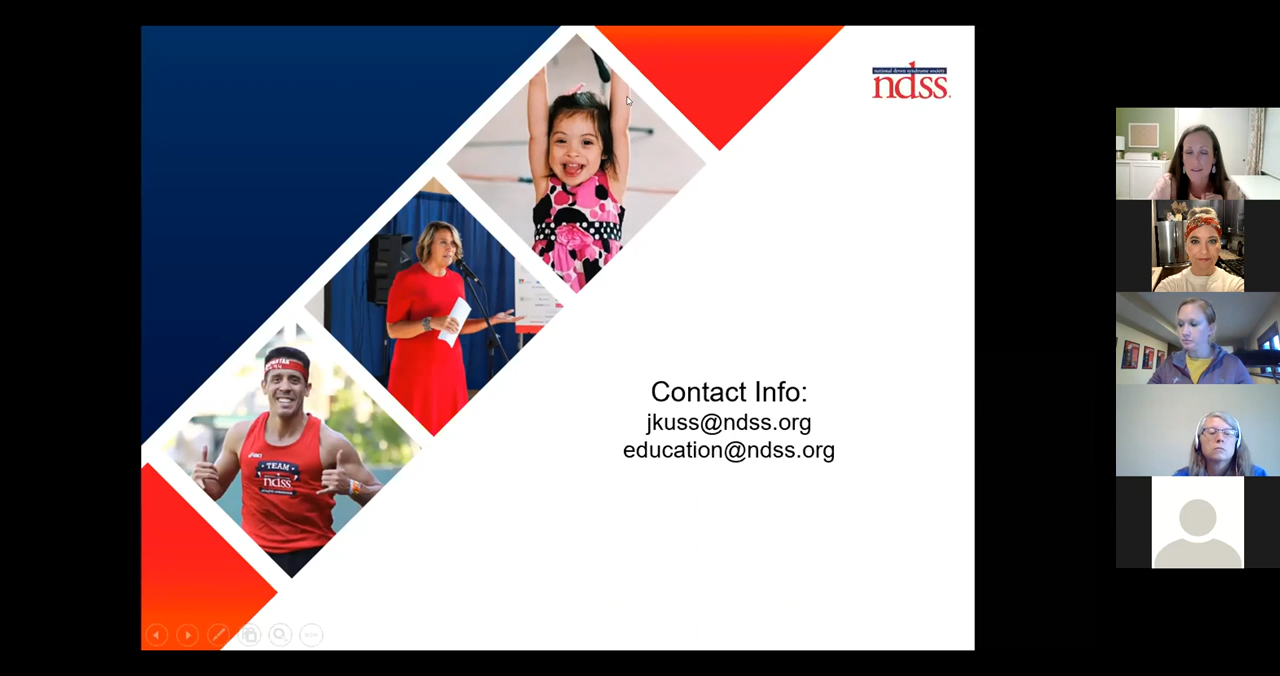 national down syndrome society
ndss
Contact Info:
jkuss@ndss.org
education@ndss.org
TEAM
ndss